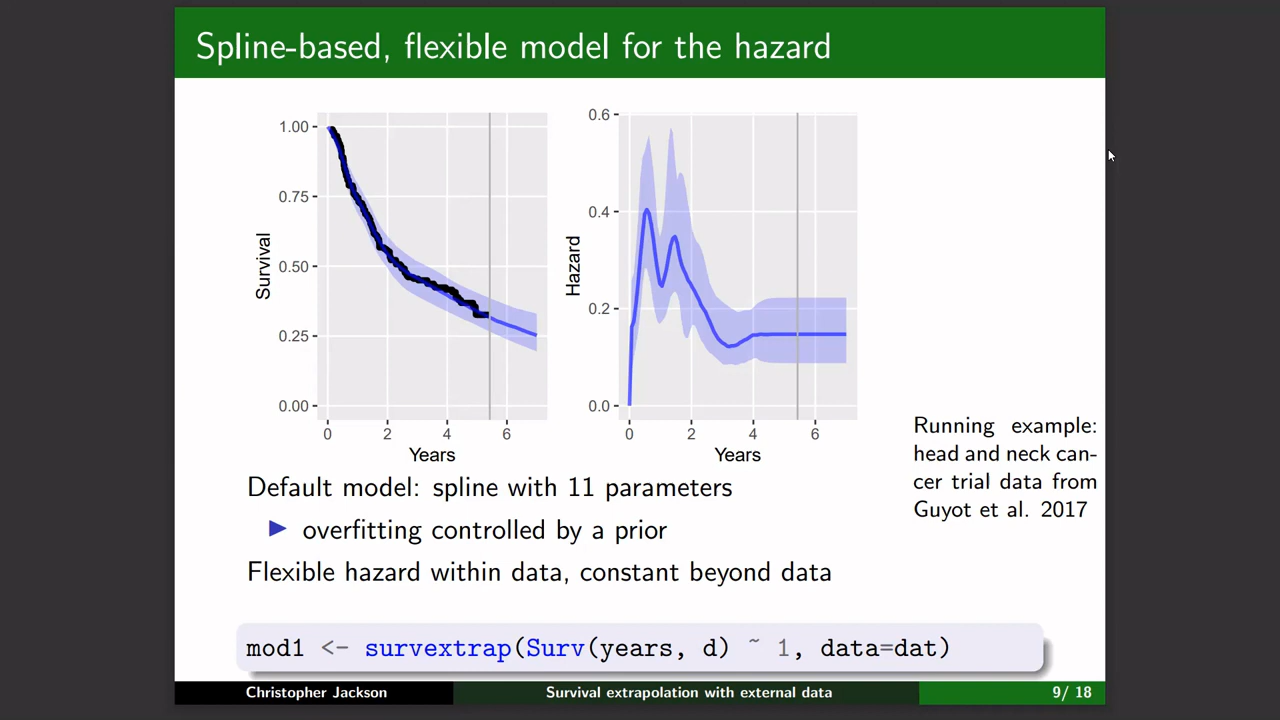 Spline-based, flexible model for the hazard
1.00
0.75
0.50
0.25
0.00
Survival
0 2 4 6
Years
0.6
0.4
0.2
0.0
Hazard
0 2 4 6
Years
Running example:
head and neck can-
cer trial data from
Guyot et al. 2017
Default model: spline with 11 parameters
▶ overfitting controlled by a prior
Flexible hazard within data, constant beyond data
mod1 <- survextrap(Surv(years, d) ~ 1, data=dat)
Christopher Jackson Survival extrapolation with external data 9/ 18